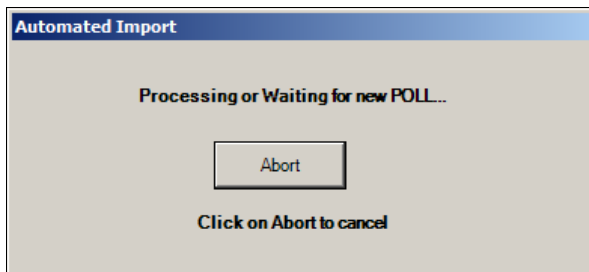 Automated Import
Processing or Waiting for new POLL...
Abort
Click on Abort to cancel